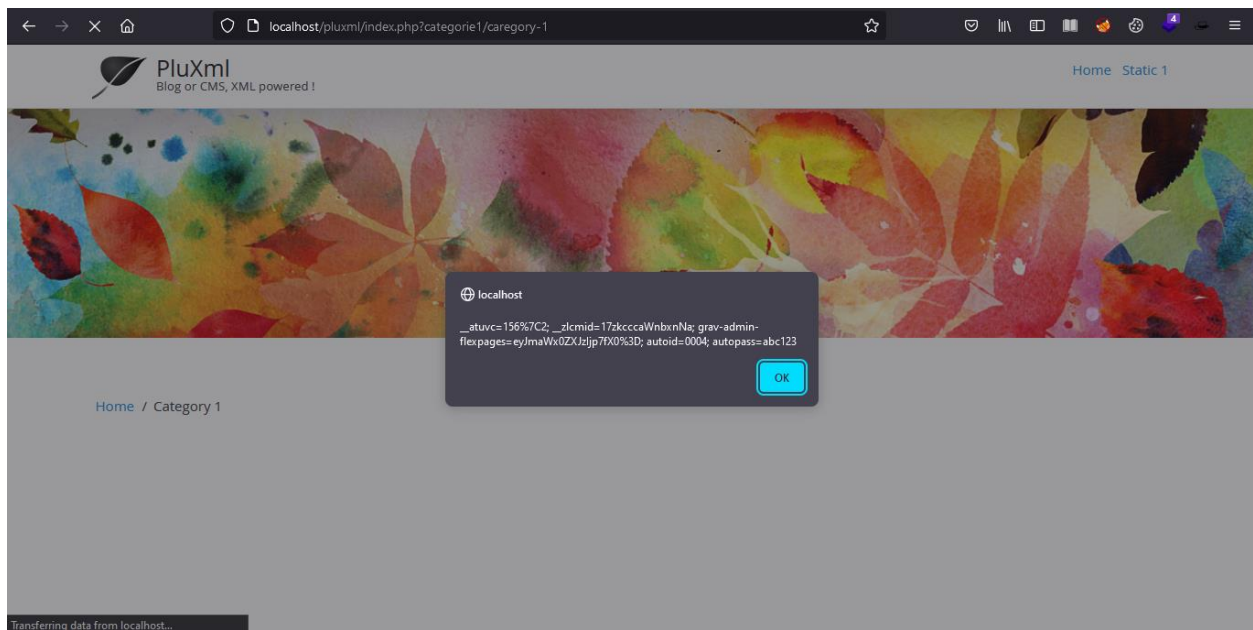 localhost/pluxml/index.php?categorie1/caregory-1
4
PluXml
Blog or CMS, XML powered !
Home Static 1
localhost
__atuvc=156%7C2; __zlcmid=17zkcccaWnbxnNa; grav-admin-
flexpages=eyJmaWx0ZXJzIjp7fX0%3D; autoid=0004; autopass=abc123
OK
Home / Category 1
Transferring data from localhost...